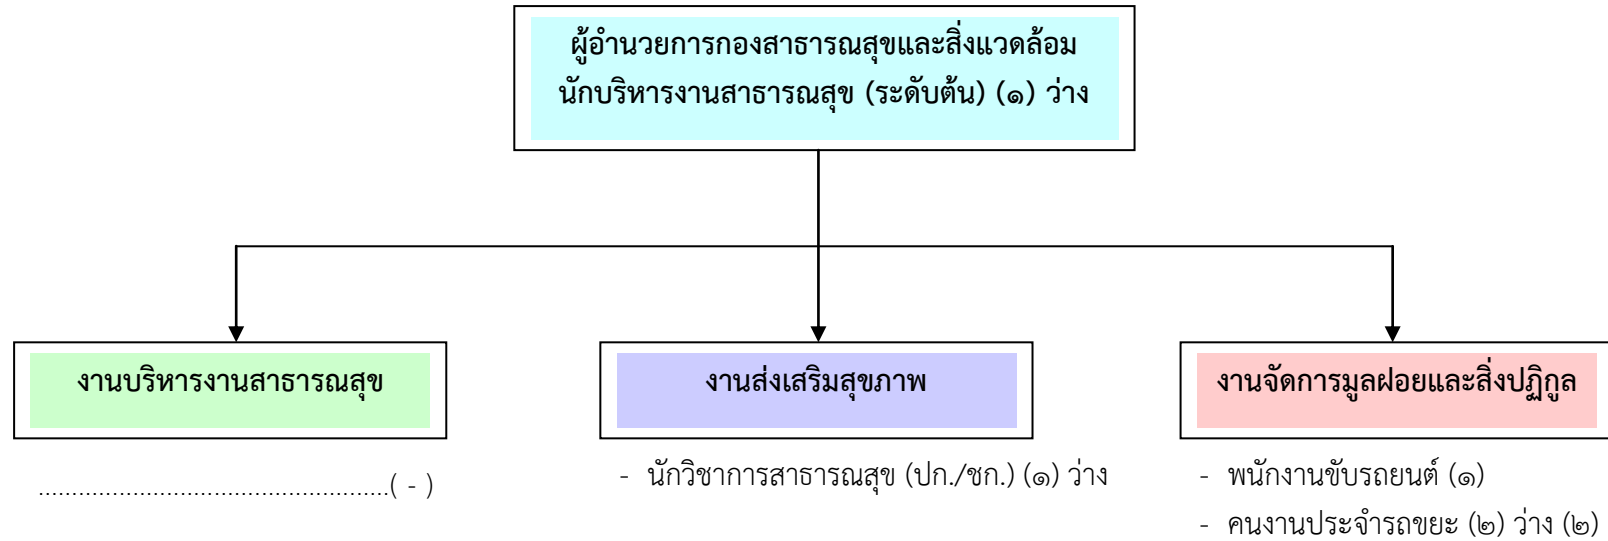 ผู้อำนวยการกองสาธารณสุขและสิ่งแวดล้อม
นักบริหารงานสาธารณสุข (ระดับต้น) (๑) ว่าง
งานบริหารงานสาธารณสุข
....................................................( - )
งานส่งเสริมสุขภาพ
- นักวิชาการสาธารณสุข (ปก./ชก.) (๑) ว่าง
งานจัดการมูลฝอยและสิ่งปฏิกูล
- พนักงานขับรถยนต์ (๑)
- คนงานประจำรถขยะ (๒) ว่าง (๒)